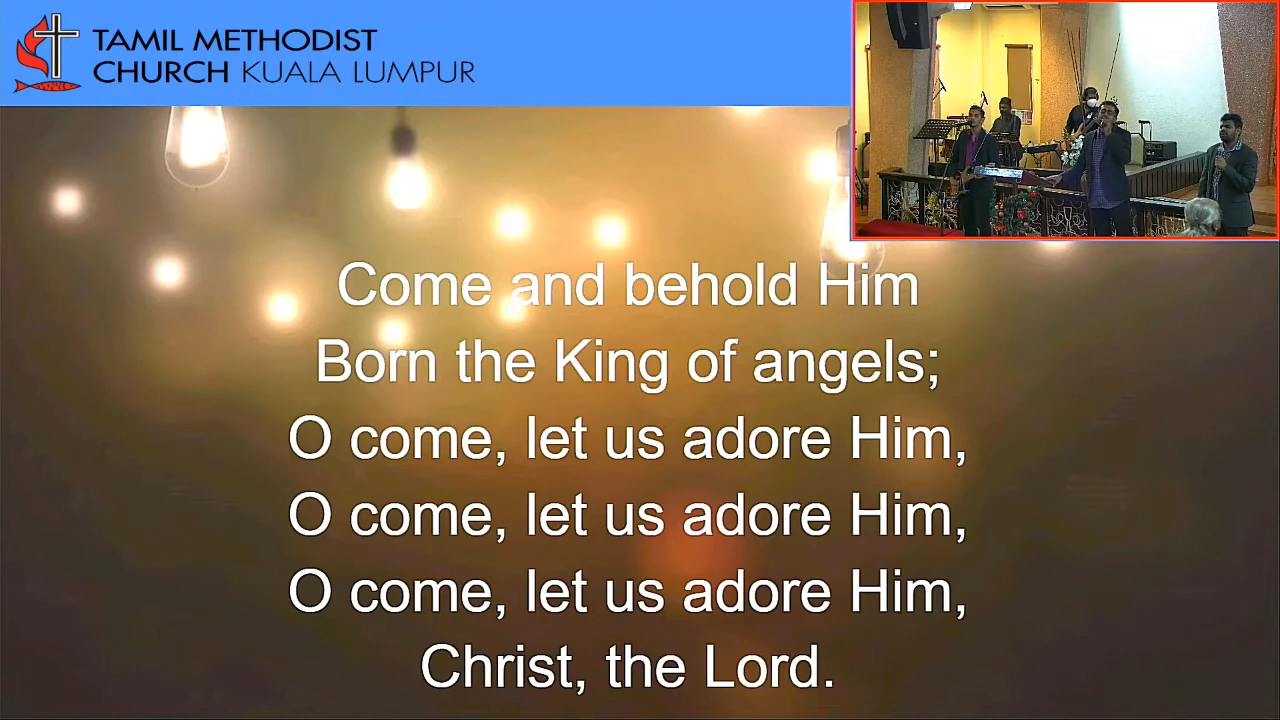 TAMIL METHODIST
CHURCH KUALA LUMPUR
Come and behold Him
Born the King of angels;
O come, let us adore Him,
O come, let us adore Him,
O come, let us adore Him,
Christ, the Lord.